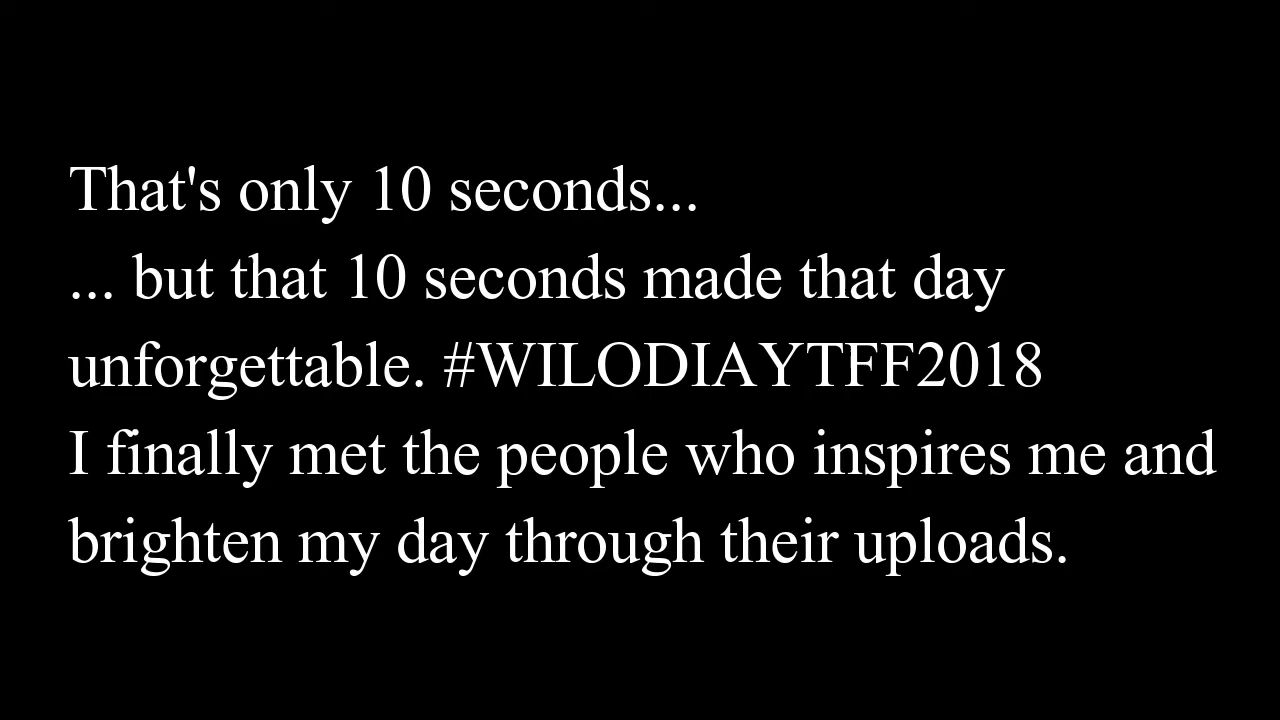 That's only 10 seconds...
... but that 10 seconds made that day
unforgettable. #WILODIAYTFF2018
I finally met the people who inspires me and
brighten my day through their uploads.